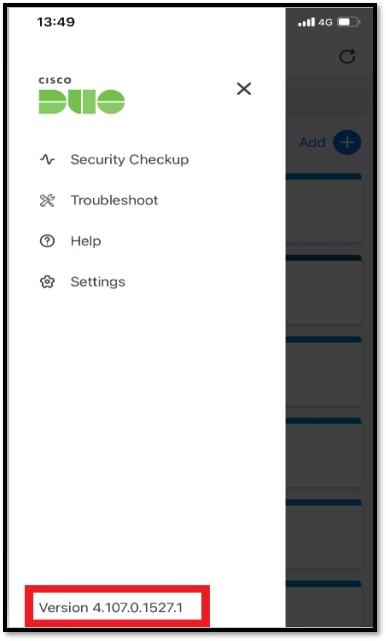 13:49
4G
CISCO
DUO
Add
Security Checkup
Troubleshoot
Help
Settings
Version 4.107.0.1527.1